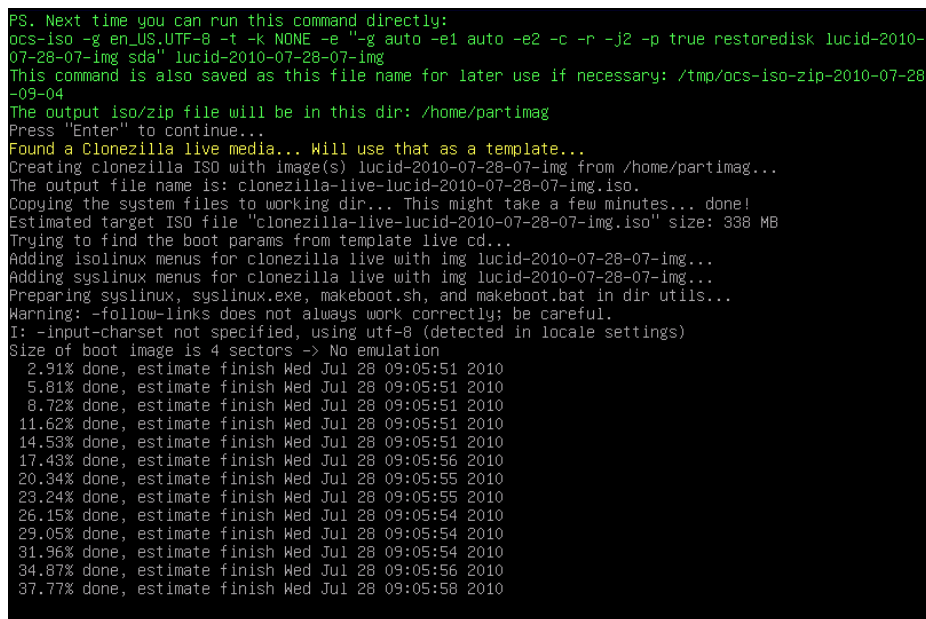 PS. Next time you can run this command directly:
ocs-iso -g en_US.UTF-8 -t -k NONE -e "-g auto -e1 auto -e2 -c -r -j2 -p true restoredisk lucid-2010-
07-28-07-img sda" lucid-2010-07-28-07-img
This command is also saved as this file name for later use if necessary: /tmp/ocs-iso-zip-2010-07-28
-09-04
The output iso/zip file will be in this dir: /home/partimag
Press "Enter" to continue...
Found a Clonezilla live media... Will use that as a template...
Creating clonezilla ISO with image(s) lucid-2010-07-28-07-img from /home/partimag...
The output file name is: clonezilla-live-lucid-2010-07-28-07-img.iso.
Copying the system files to working dir... This might take a few minutes... done!
Estimated target ISO file "clonezilla-live-lucid-2010-07-28-07-img.iso" size: 338 MB
Trying to find the boot params from template live cd...
Adding isolinux menus for clonezilla live with img lucid-2010-07-28-07-img...
Adding syslinux menus for clonezilla live with img lucid-2010-07-28-07-img...
Preparing syslinux, syslinux.exe, makeboot.sh, and makeboot.bat in dir utils...
Warning: -follow-links does not always work correctly; be careful.
I: -input-charset not specified, using utf-8 (detected in locale settings)
Size of boot image is 4 sectors -> No emulation
2.91% done, estimate finish Wed Jul 28 09:05:51 2010
5.81% done, estimate finish Wed Jul 28 09:05:51 2010
8.72% done, estimate finish Wed Jul 28 09:05:51 2010
11.62% done, estimate finish Wed Jul 28 09:05:51 2010
14.53% done, estimate finish Wed Jul 28 09:05:51 2010
17.43% done, estimate finish Wed Jul 28 09:05:56 2010
20.34% done, estimate finish Wed Jul 28 09:05:55 2010
23.24% done, estimate finish Wed Jul 28 09:05:55 2010
26.15% done, estimate finish Wed Jul 28 09:05:54 2010
29.05% done, estimate finish Wed Jul 28 09:05:54 2010
31.96% done, estimate finish Wed Jul 28 09:05:54 2010
34.87% done, estimate finish Wed Jul 28 09:05:56 2010
37.77% done, estimate finish Wed Jul 28 09:05:58 2010